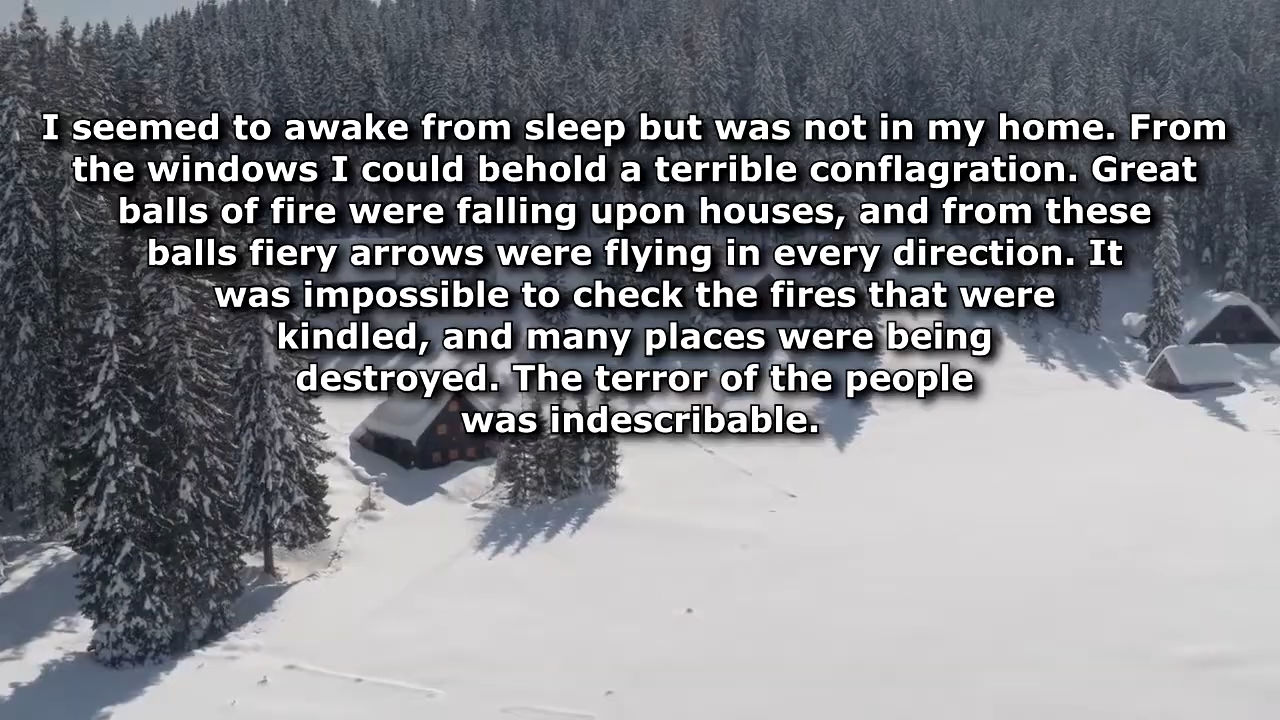 I seemed to awake from sleep but was not in my home. From
the windows I could behold a terrible conflagration. Great
balls of fire were falling upon houses, and from these
balls fiery arrows were flying in every direction. It
was impossible to check the fires that were
kindled, and many places were being
destroyed. The terror of the people
was indescribable.